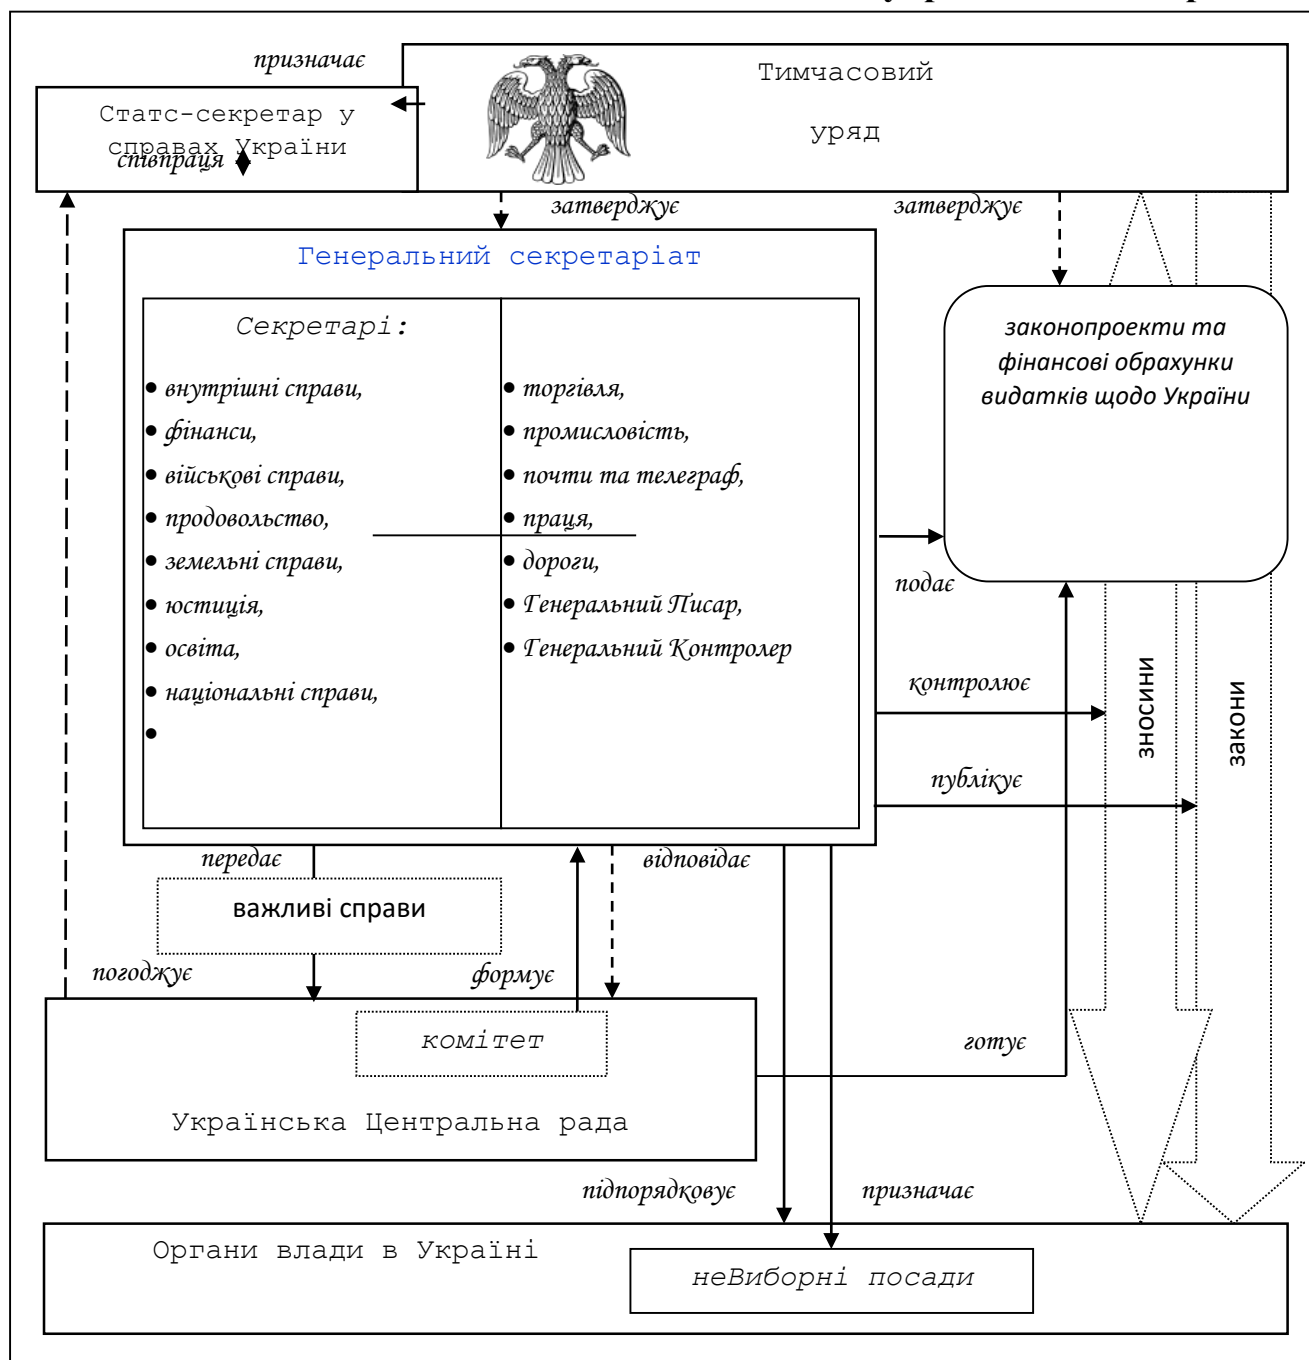 призначає
Тимчасовий
уряд
Статс-секретар у
справах України
співпраця
затверджує
затверджує
Генеральний секретаріат
Секретарі:
• внутрішні справи,
• фінанси,
• військові справи,
• продовольство,
• земельні справи,
• юстиція,
• освіта,
• національні справи,
•
• торгівля,
• промисловість,
• почти та телеграф,
• праця,
• дороги,
• Генеральний Писар,
• Генеральний Контролер
законопроекти та
фінансові обрахунки
видатків щодо України
подає
контролює
публікує
зносини
закони
передає
відповідає
важливі справи
погоджує
формує
комітет
готує
Українська Центральна рада
підпорядковує
призначає
Органи влади в Україні
неВиборні посади